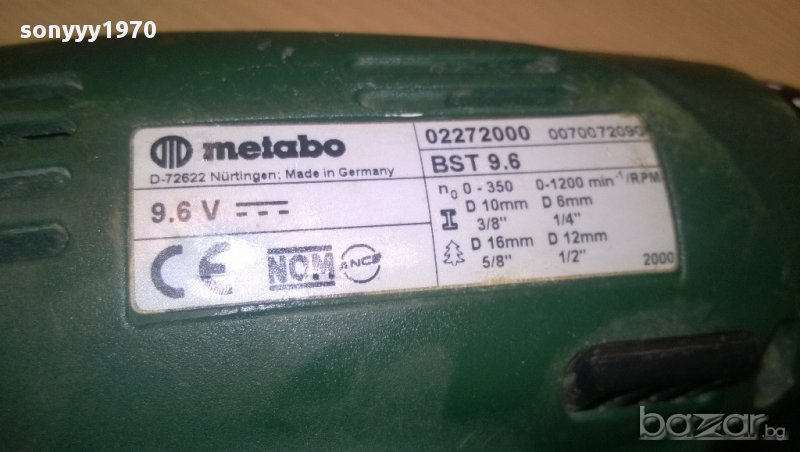 sonyyy1970
metabo
D-72622 Nürtingen; Made in Germany
9.6 V
CE NOM ANCE
02272000 0070072090
BST 9.6
n₀ 0 - 350 0-1200 min⁻¹/RPM
D 10mm D 6mm
3/8" 1/4"
D 16mm D 12mm
5/8" 1/2" 2000
bazar.bg